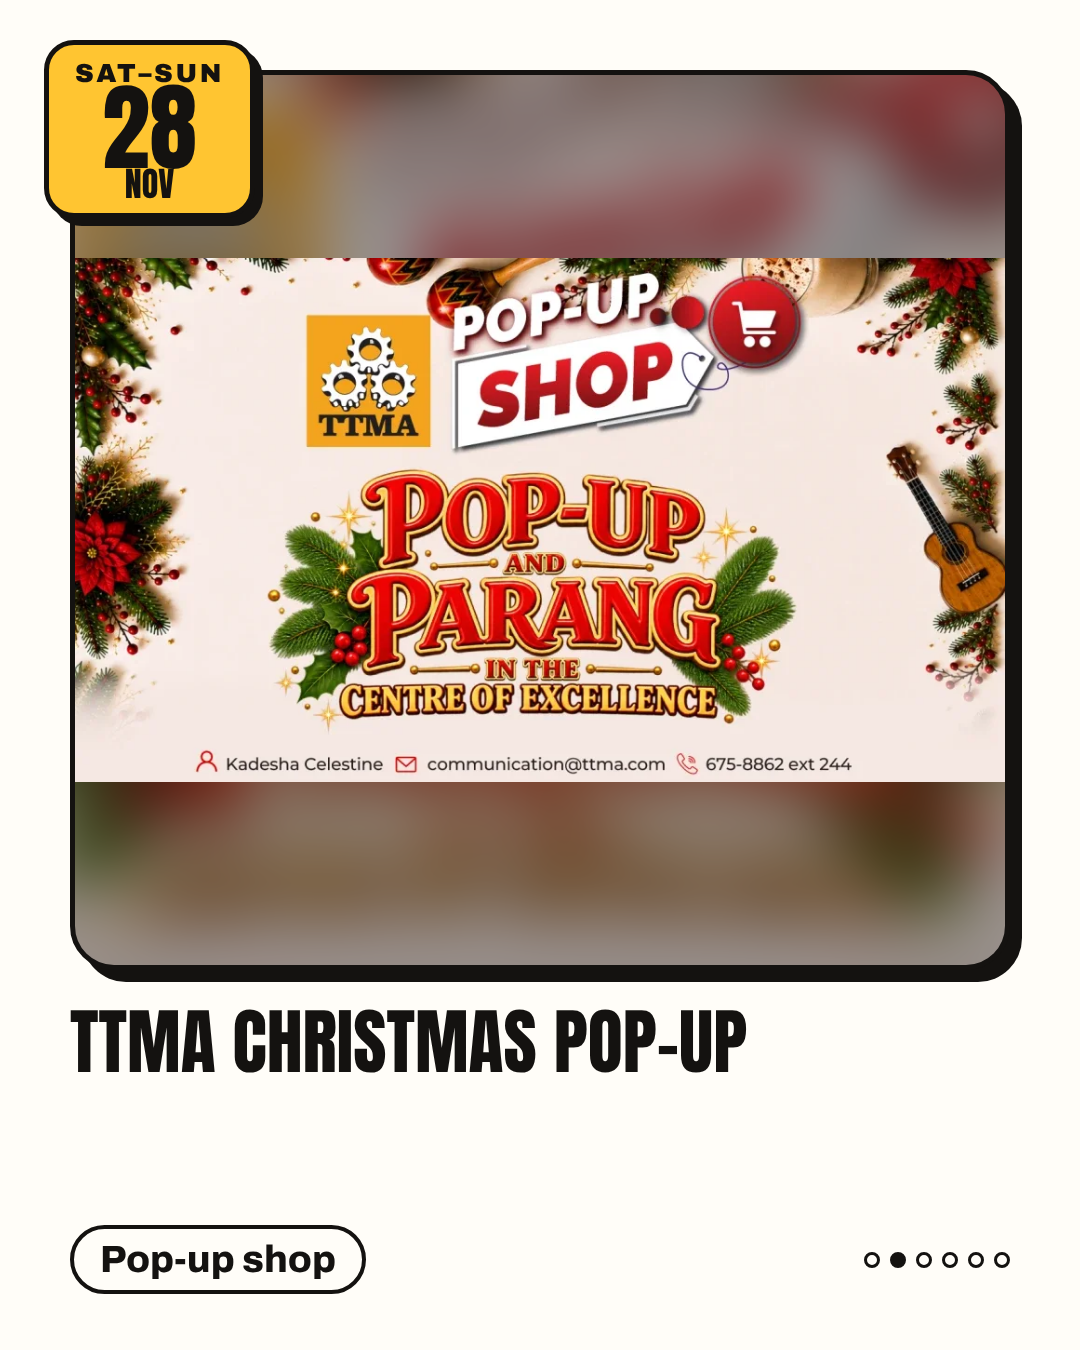 SAT–SUN
28
NOV
POP-UP
SHOP
TTMA
POP-UP
AND
PARANG
IN THE
CENTRE OF EXCELLENCE
Kadesha Celestine communication@ttma.com 675-8862 ext 244
TTMA CHRISTMAS POP-UP
Pop-up shop